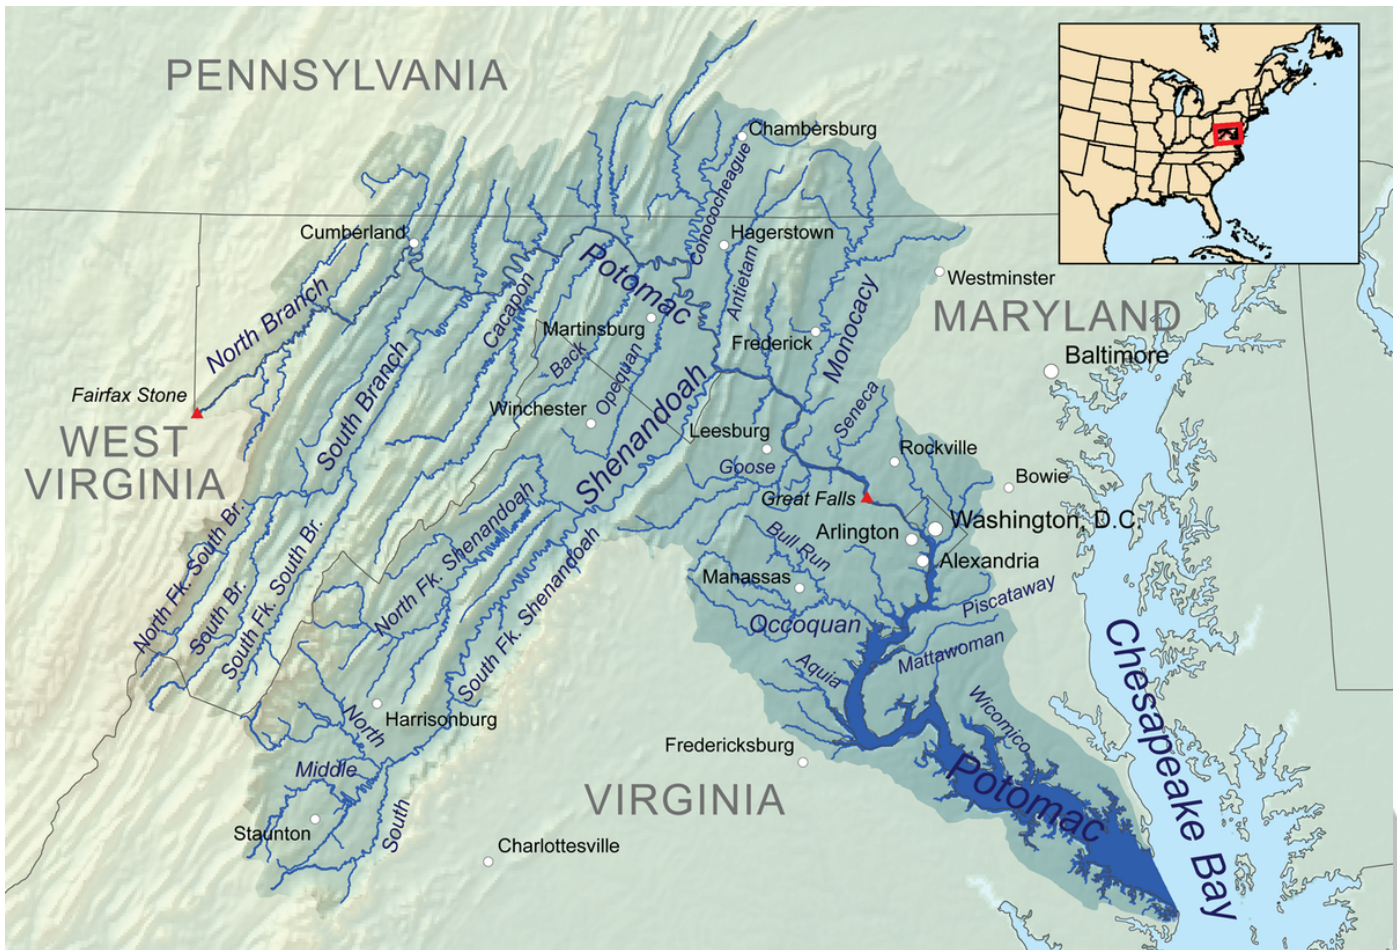 PENNSYLVANIA
Chambersburg
Conococheague
Cumberland
Hagerstown
Potomac
Antietam
Westminster
North Branch
Cacapon
MARYLAND
Martinsburg
Frederick
Monocacy
Baltimore
Back
Opequan
Fairfax Stone
South Branch
Winchester
Shenandoah
Seneca
WEST
VIRGINIA
Leesburg
Rockville
Goose
Bowie
Great Falls
North Fk. South Br.
South Br.
South Fk. South Br.
North Fk. Shenandoah
South Fk. Shenandoah
Arlington
Washington, D.C.
Bull Run
Alexandria
Manassas
Piscataway
Occoquan
Mattawoman
Aquia
Wicomico
Chesapeake Bay
North
Harrisonburg
Fredericksburg
Middle
Potomac
VIRGINIA
Staunton
South
Charlottesville